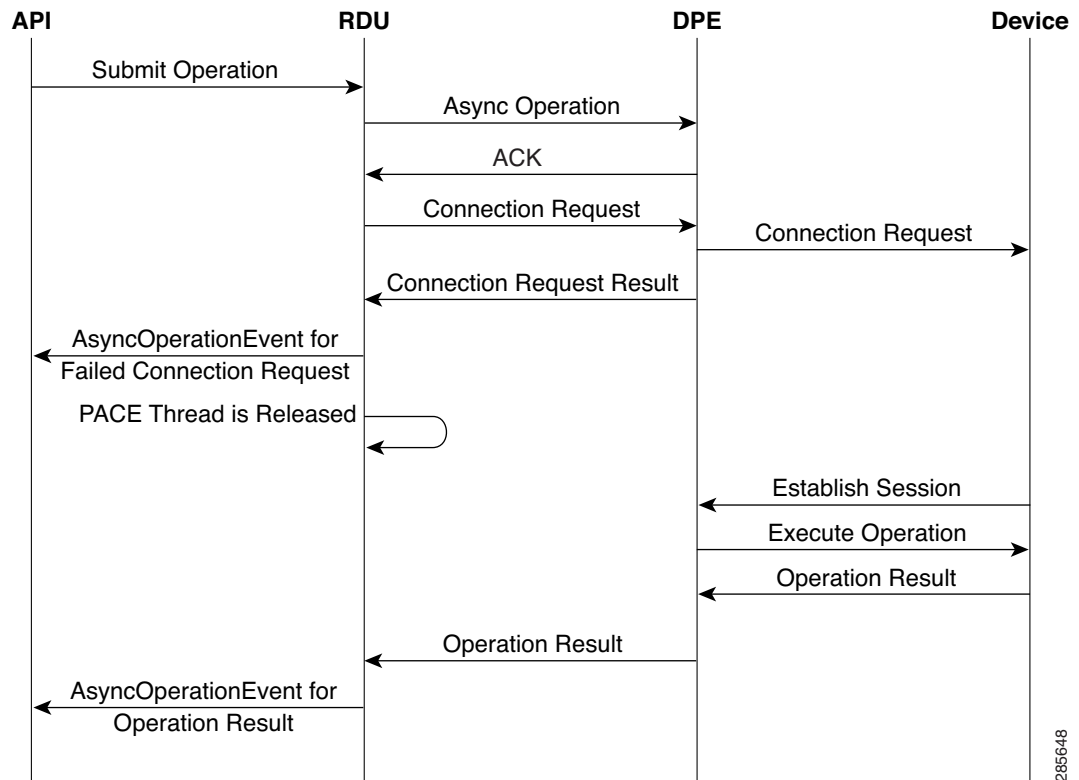 API RDU DPE Device
Submit Operation
Async Operation
ACK
Connection Request
Connection Request
Connection Request Result
AsyncOperationEvent for
Failed Connection Request
PACE Thread is Released
Establish Session
Execute Operation
Operation Result
Operation Result
AsyncOperationEvent for
Operation Result
285648